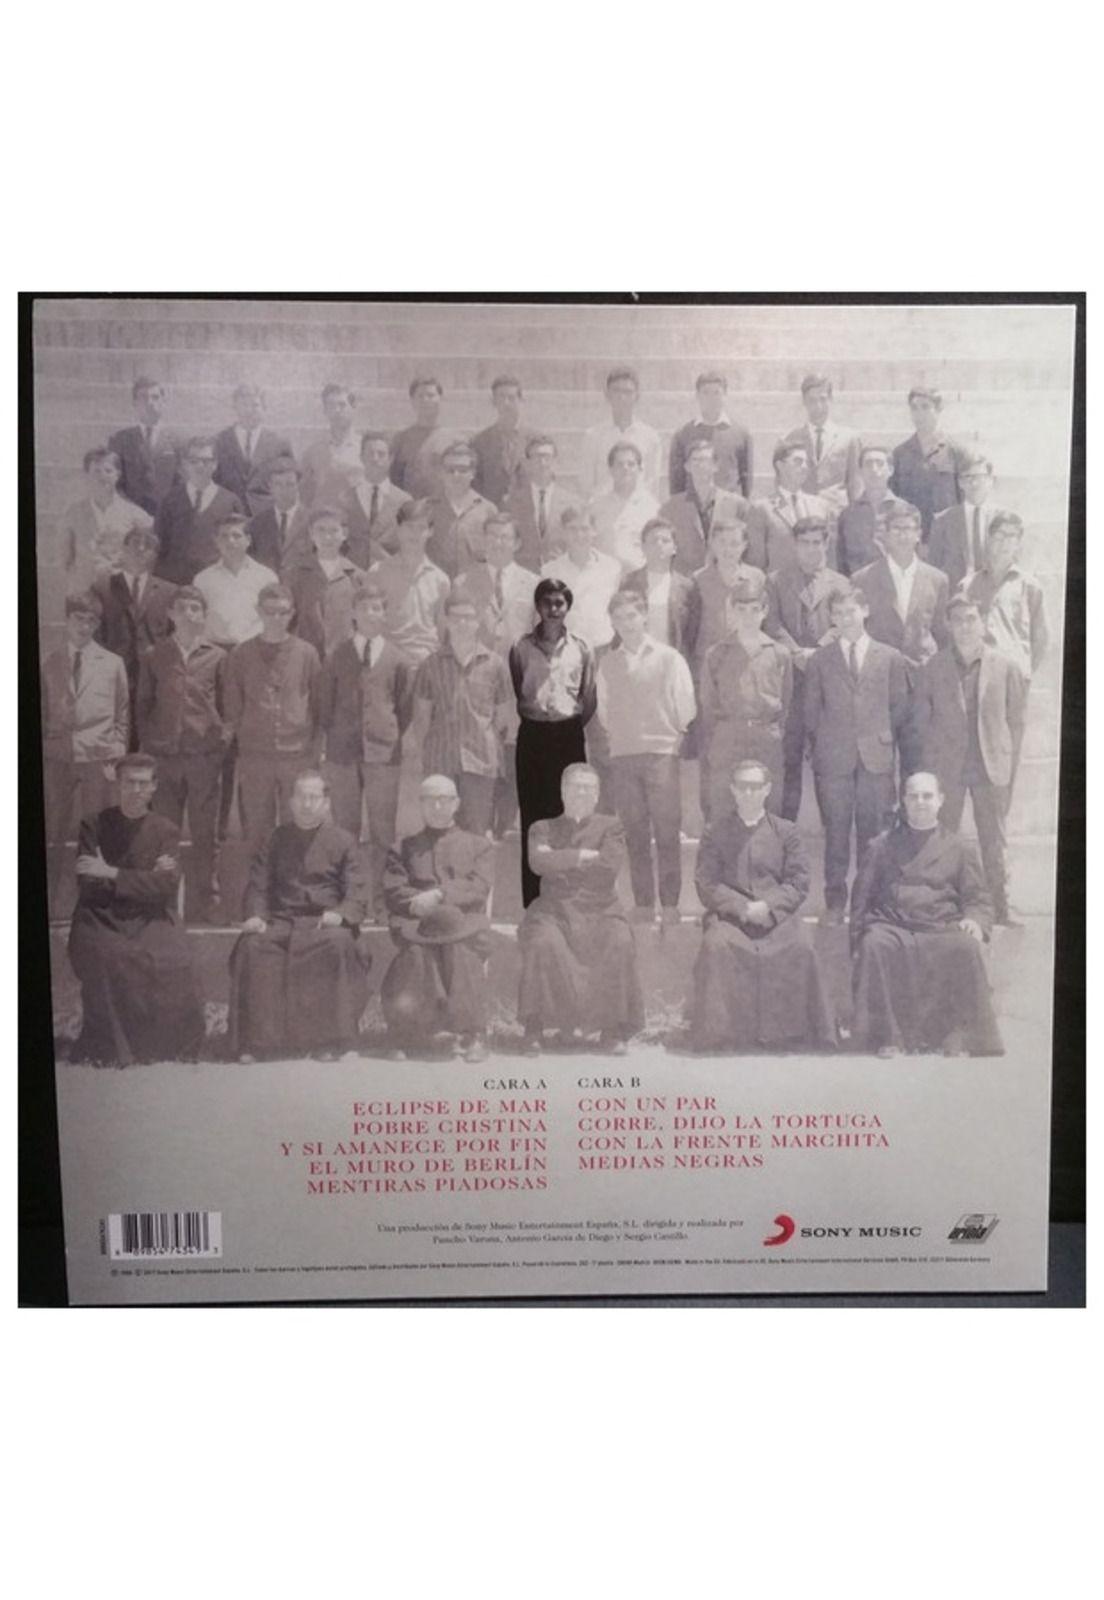 CARA A
ECLIPSE DE MAR
POBRE CRISTINA
Y SI AMANECE POR FIN
EL MURO DE BERLÍN
MENTIRAS PIADOSAS
CARA B
CON UN PAR
CORRE, DIJO LA TORTUGA
CON LA FRENTE MARCHITA
MEDIAS NEGRAS
Una producción de Sony Music Entertainment España, S.L. dirigida y realizada por
Pancho Varona, Antonio García de Diego y Sergio Castillo.
SONY MUSIC
ariola